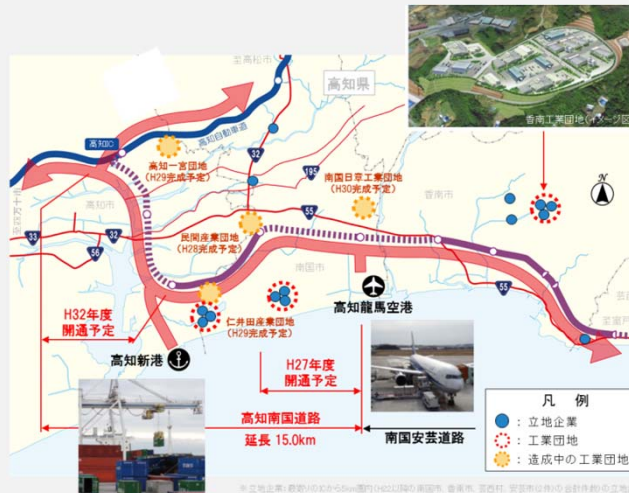 至高松市
高知県
香南工業団地(イメージ図)
高知IC
高知自動車道
高知一宮団地
(H29完成予定)
32
195
南国日章工業団地
(H30完成予定)
香南市
高知市
至四万十市
33
32
56
民間産業団地
(H28完成予定)
55
南国市
N
高知龍馬空港
55
至室戸
H32年度
開通予定
仁井田産業団地
(H29完成予定)
高知新港
H27年度
開通予定
高知南国道路
延長 15.0km
南国安芸道路
凡 例
: 立地企業
: 工業団地
: 造成中の工業団地